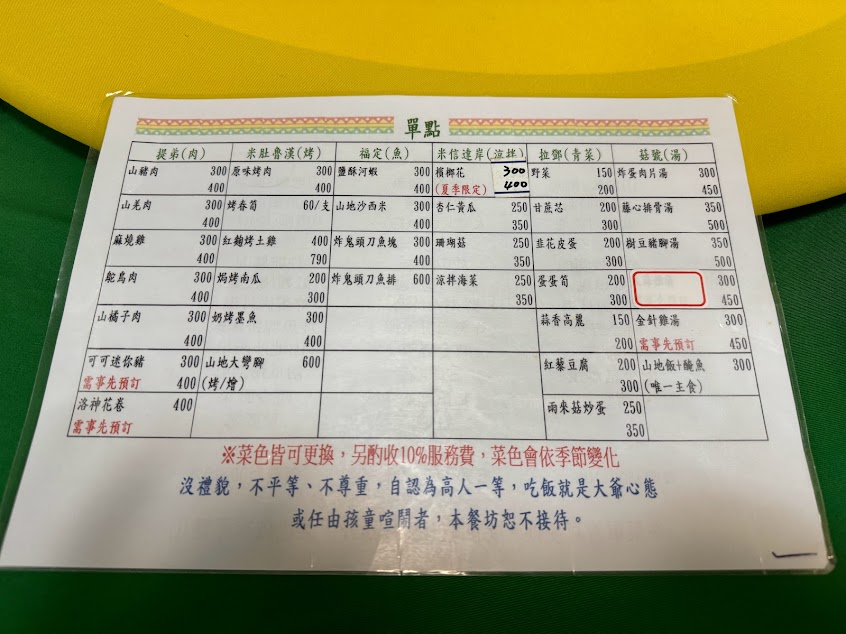 單點
提弟(肉) 米肚魯漢(烤) 福定(魚) 米信達岸(涼拌) 拉鄧(青菜) 菇號(湯)
山豬肉 300 原味烤肉 300 鹽酥河蝦 300 檳榔花 300 野菜 150 炸蛋肉片湯 300
400 400 400 (夏季限定) 400 200 450
山羌肉 300 烤春筍 60/支 山地沙西米 300 杏仁黃瓜 250 甘蔗芯 200 藤心排骨湯 350
400 400 350 300 500
麻燒雞 300 紅麴烤土雞 400 炸鬼頭刀魚塊 300 珊瑚菇 250 韭花皮蛋 200 樹豆豬腳湯 350
400 790 400 350 300 500
鴕鳥肉 300 焗烤南瓜 200 炸鬼頭刀魚排 600 涼拌海菜 250 蛋蛋筍 200 300
400 300 350 300 450
山橘子肉 300 奶烤墨魚 300 蒜香高麗 150 金針雞湯 300
400 400 200 需事先預訂 450
可可迷你豬 300 山地大彎腳 600 紅藜豆腐 200 山地飯+醃魚 300
需事先預訂 400 (烤/燴) 300 (唯一主食)
洛神花卷 400 雨來菇炒蛋 250
需事先預訂 350
※菜色皆可更換，另酌收10%服務費，菜色會依季節變化
沒禮貌，不平等、不尊重，自認為高人一等，吃飯就是大爺心態
或任由孩童喧鬧者，本餐坊恕不接待。